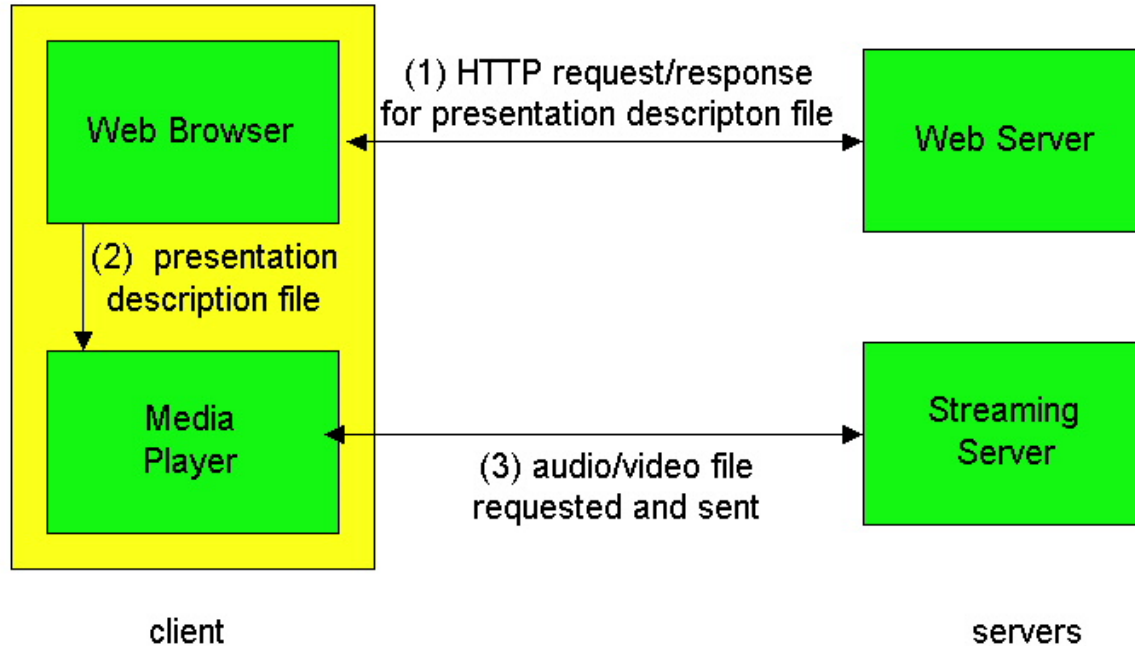 Web Browser
(1) HTTP request/response
for presentation descripton file
Web Server
(2) presentation
description file
Media
Player
(3) audio/video file
requested and sent
Streaming
Server
client
servers